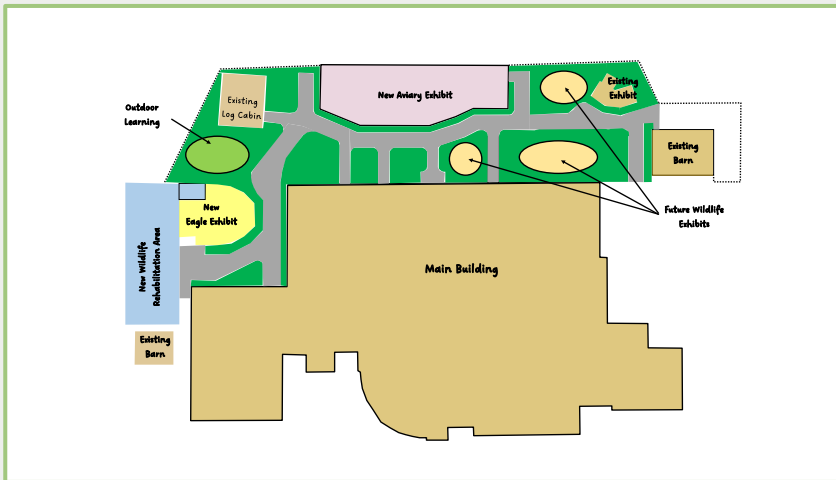 New Aviary Exhibit
Existing
Exhibit
Existing
Log Cabin
Outdoor
Learning
Existing
Barn
New
Eagle Exhibit
Future Wildlife
Exhibits
New Wildlife
Rehabilitation Area
Main Building
Existing
Barn